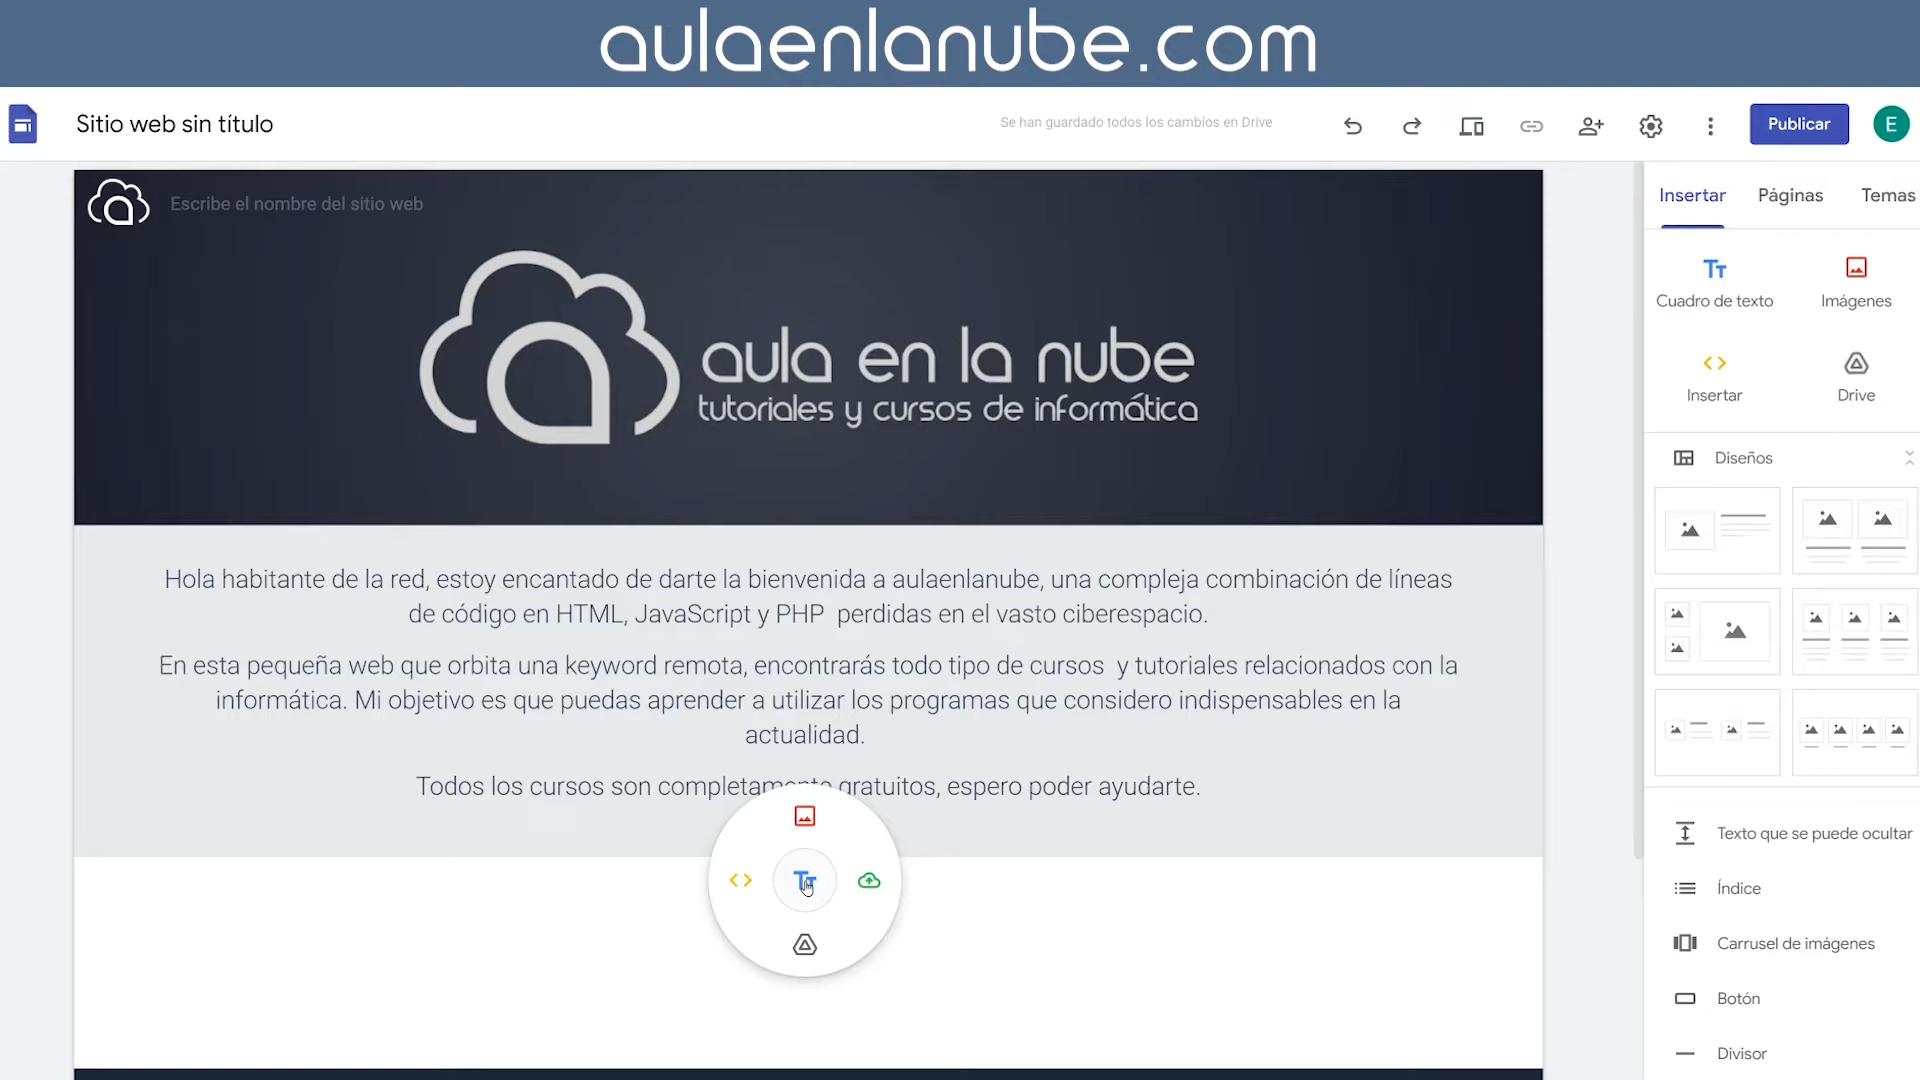 aulaenlanube.com
Sitio web sin título
Se han guardado todos los cambios en Drive
Publicar
E
Escribe el nombre del sitio web
aula en la nube
tutoriales y cursos de informática
Hola habitante de la red, estoy encantado de darte la bienvenida a aulaenlanube, una compleja combinación de líneas
de código en HTML, JavaScript y PHP perdidas en el vasto ciberespacio.
En esta pequeña web que orbita una keyword remota, encontrarás todo tipo de cursos y tutoriales relacionados con la
informática. Mi objetivo es que puedas aprender a utilizar los programas que considero indispensables en la
actualidad.
Todos los cursos son completamente gratuitos, espero poder ayudarte.
Insertar
Páginas
Temas
Cuadro de texto
Imágenes
Insertar
Drive
Diseños
Texto que se puede ocultar
Índice
Carrusel de imágenes
Botón
Divisor